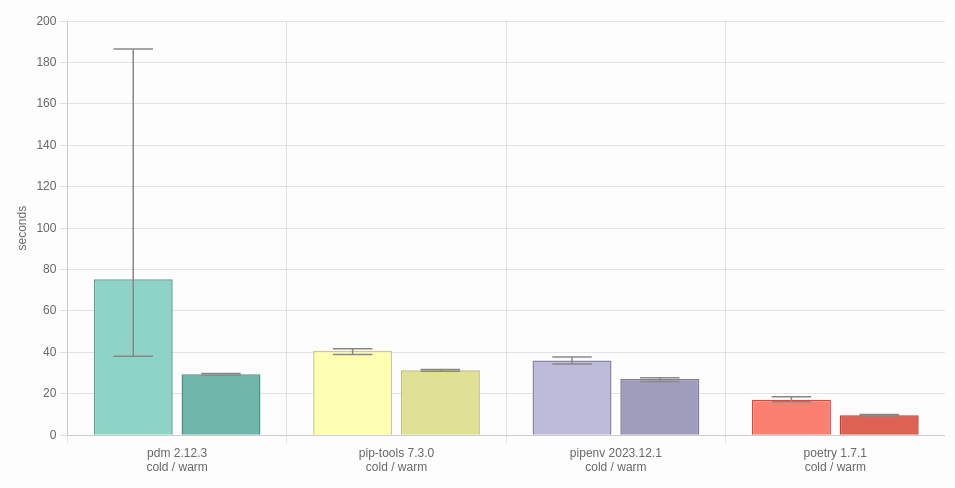 200
180
160
140
120
100
80
60
40
20
0
seconds
pdm 2.12.3
cold / warm
pip-tools 7.3.0
cold / warm
pipenv 2023.12.1
cold / warm
poetry 1.7.1
cold / warm